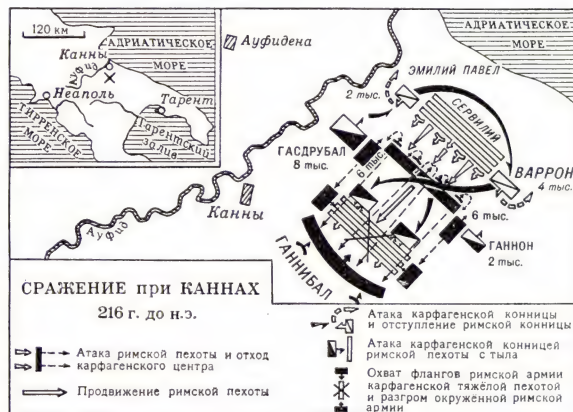 120 км
Канны
АДРИАТИЧЕСКОЕ
МОРЕ
Ауфид
Неаполь
Тарент
ТИРРЕНСКОЕ
МОРЕ
Тарентский
залив
Ауфидена
АДРИАТИЧЕСКОЕ
МОРЕ
ЭМИЛИЙ ПАВЕЛ
2 тыс.
СЕРВИЛИЙ
ГАСДРУБАЛ
8 тыс.
6 тыс.
ВАРРОН
4 тыс.
6 тыс.
ГАННОН
2 тыс.
Канны
Ауфид
ГАННИБАЛ
СРАЖЕНИЕ при КАННАХ
216 г. до н.э.
Атака римской пехоты и отход
карфагенского центра
Продвижение римской пехоты
Атака карфагенской конницы
и отступление римской конницы
Атака карфагенской конницей
римской пехоты с тыла
Охват флангов римской армии
карфагенской тяжёлой пехотой
и разгром окружённой римской
армии